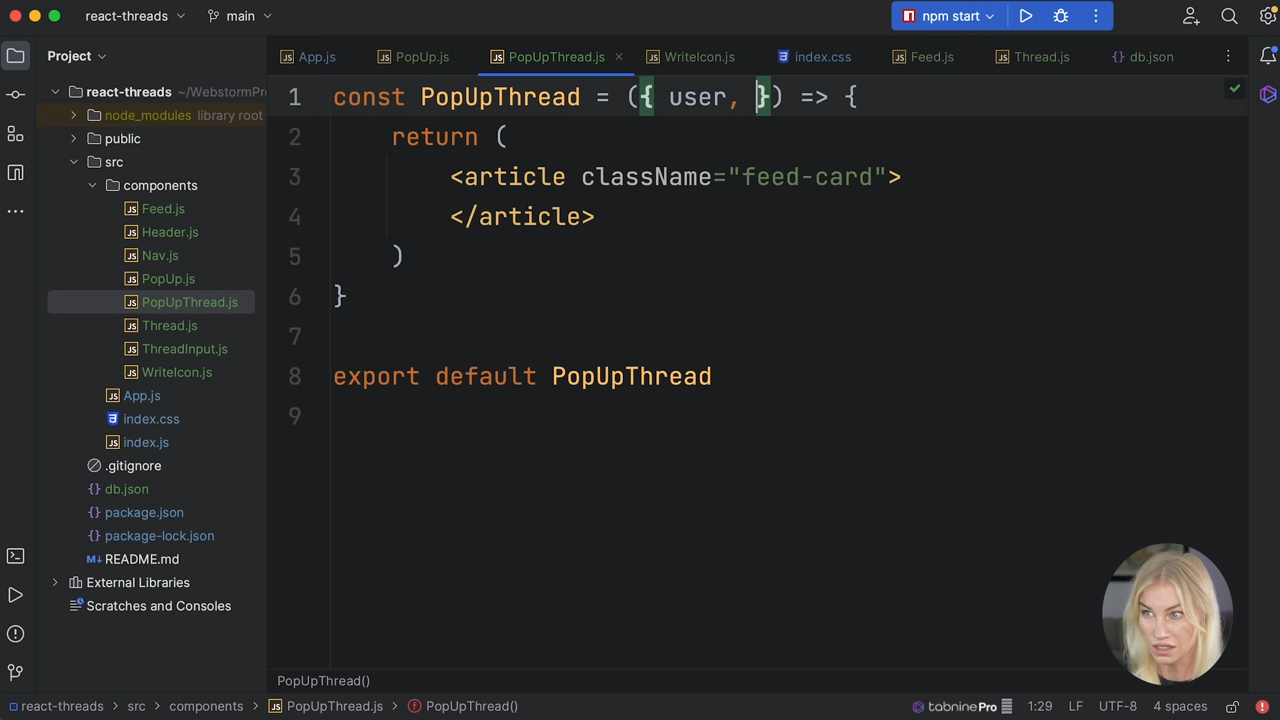 react-threads
main
npm start
Project
App.js
PopUp.js
PopUpThread.js
WriteIcon.js
index.css
Feed.js
Thread.js
db.json
react-threads ~/WebstormPro
node_modules library root
public
src
components
Feed.js
Header.js
Nav.js
PopUp.js
PopUpThread.js
Thread.js
ThreadInput.js
WriteIcon.js
App.js
index.css
index.js
.gitignore
db.json
package.json
package-lock.json
README.md
External Libraries
Scratches and Consoles
1 const PopUpThread = ({ user, }) => {
2 return (
3 <article className="feed-card">
4 </article>
5 )
6 }
7
8 export default PopUpThread
9
PopUpThread()
react-threads > src > components > PopUpThread.js > PopUpThread()
tabninePro
1:29 LF UTF-8 4 spaces